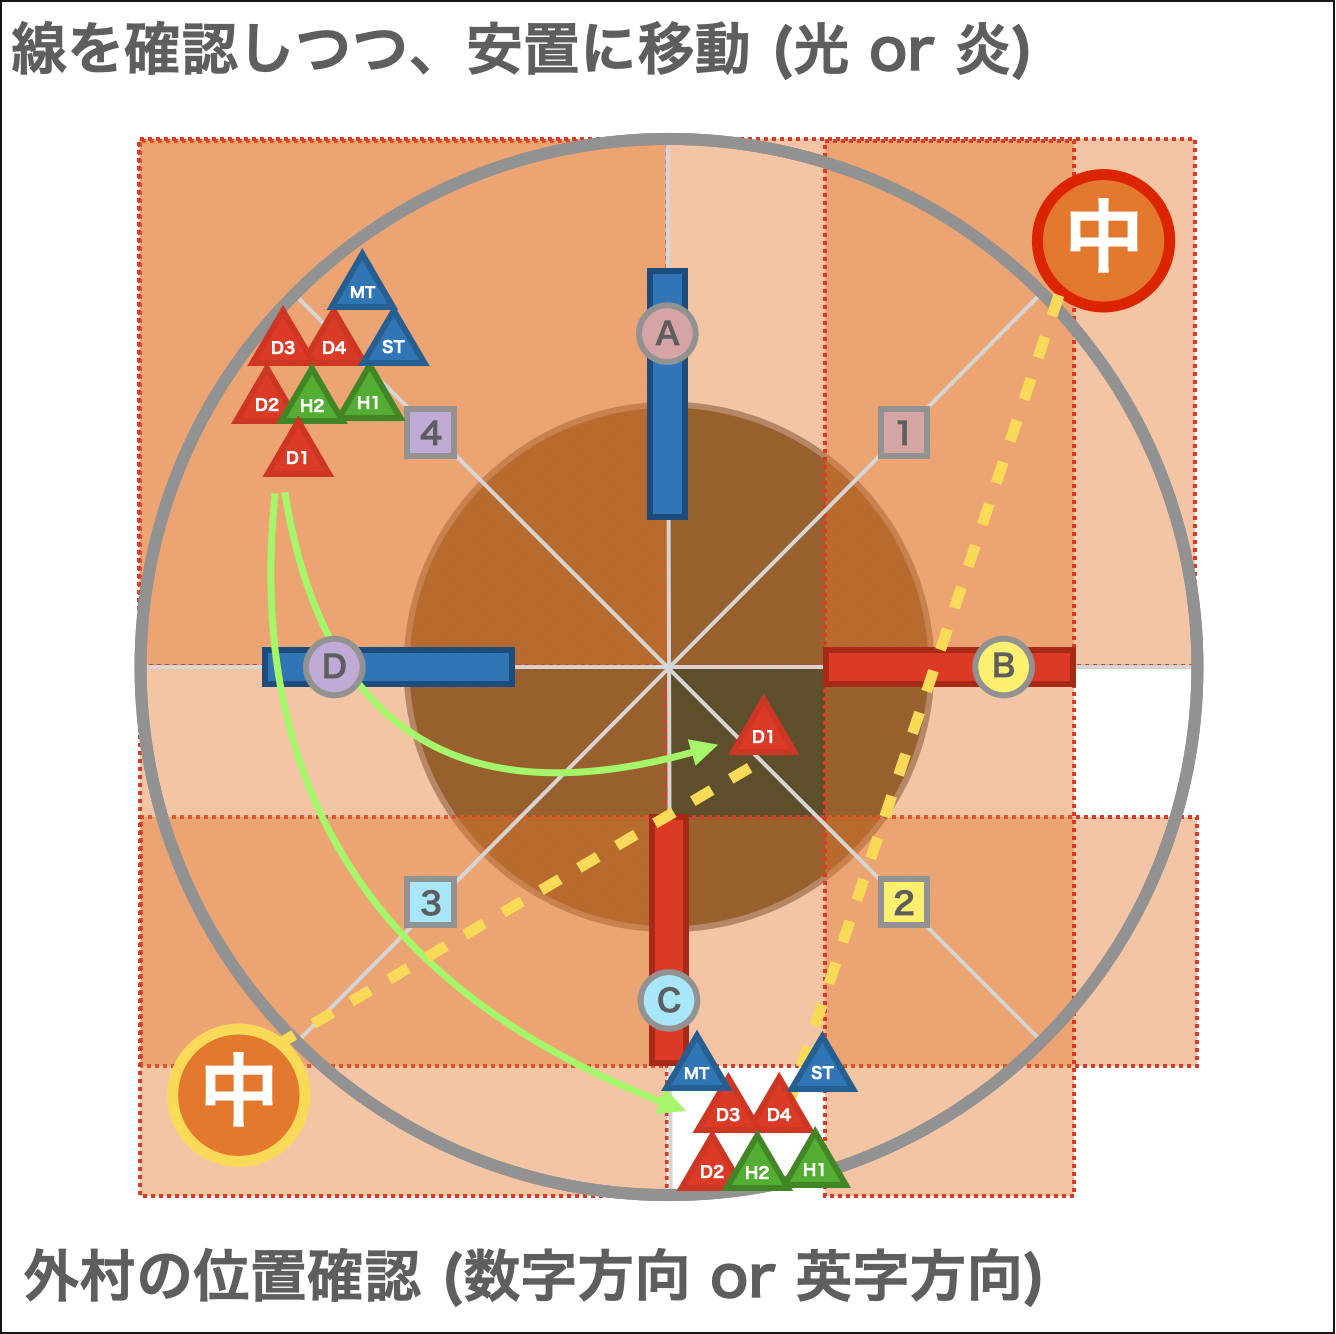 線を確認しつつ、安置に移動 (光 or 炎)
中
MT
D3 D4 ST
A
D2 H2 H1
4
1
D1
D
B
D1
3
2
C
中
MT ST
D3 D4
D2 H2 H1
外村の位置確認 (数字方向 or 英字方向)